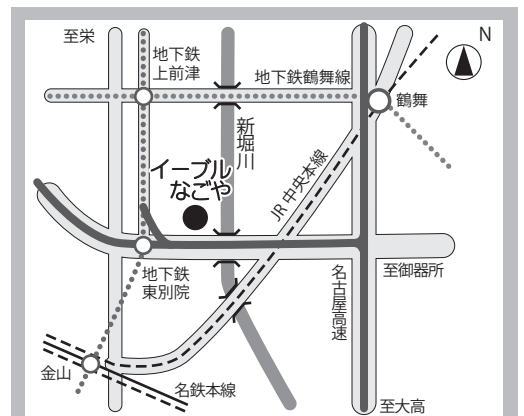 至栄
N
地下鉄
上前津
地下鉄鶴舞線
鶴舞
新堀川
イーブル
なごや
JR中央本線
地下鉄
東別院
名古屋高速
至御器所
金山
名鉄本線
至大高